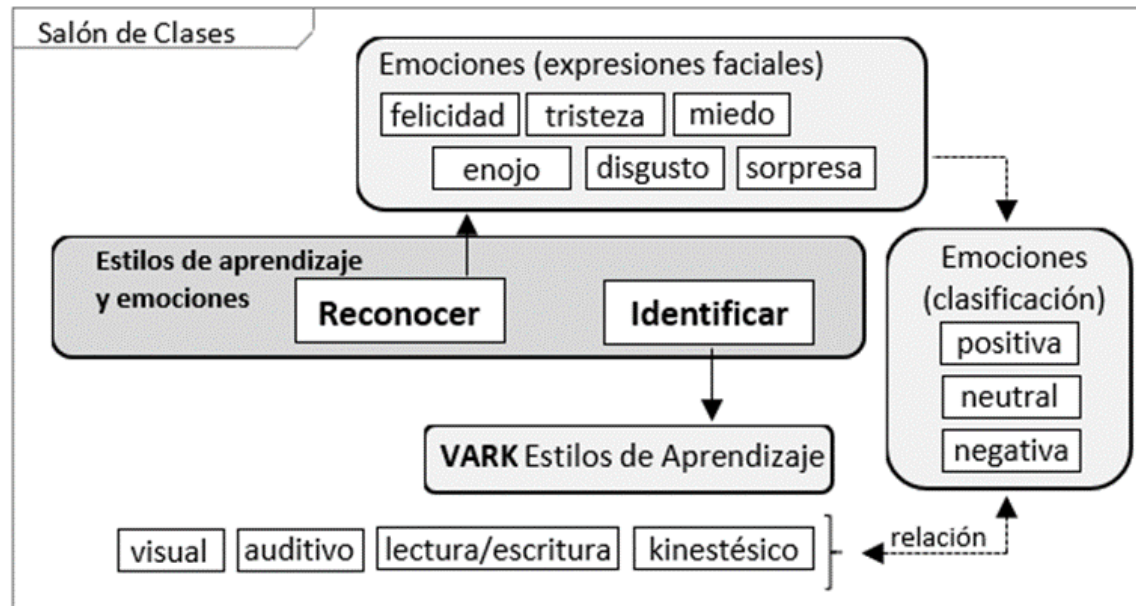 Salón de Clases
Emociones (expresiones faciales)
felicidad tristeza miedo
enojo disgusto sorpresa
Estilos de aprendizaje
y emociones
Reconocer Identificar
Emociones
(clasificación)
positiva
neutral
negativa
VARK Estilos de Aprendizaje
visual auditivo lectura/escritura kinestésico
relación